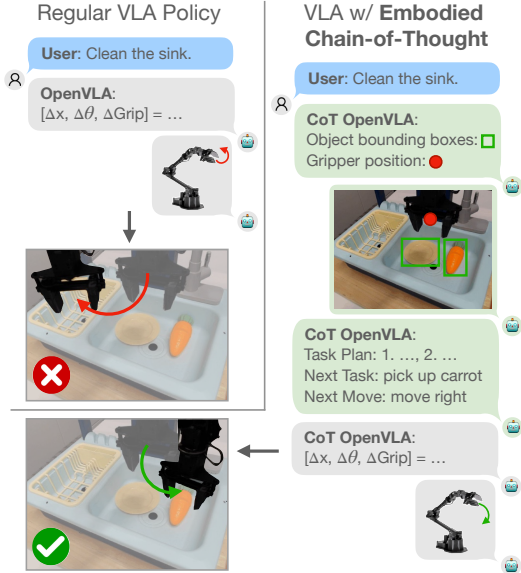 Regular VLA Policy
User: Clean the sink.
OpenVLA:
[Δx, Δθ, ΔGrip] = …
VLA w/ Embodied
Chain-of-Thought
User: Clean the sink.
CoT OpenVLA:
Object bounding boxes:
Gripper position:
CoT OpenVLA:
Task Plan: 1. …, 2. …
Next Task: pick up carrot
Next Move: move right
CoT OpenVLA:
[Δx, Δθ, ΔGrip] = …